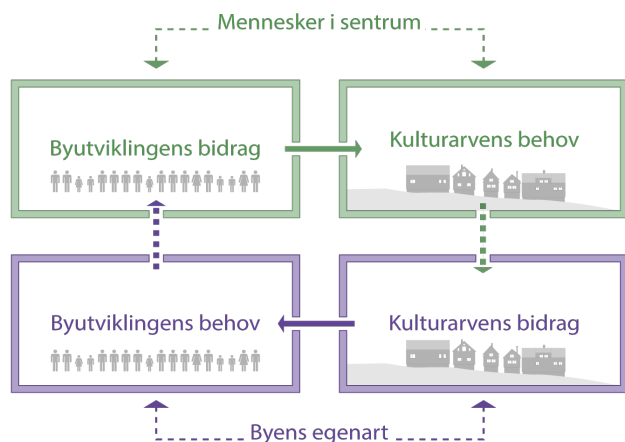 Mennesker i sentrum
Byutviklingens bidrag
Kulturarvens behov
Byutviklingens behov
Kulturarvens bidrag
Byens egenart